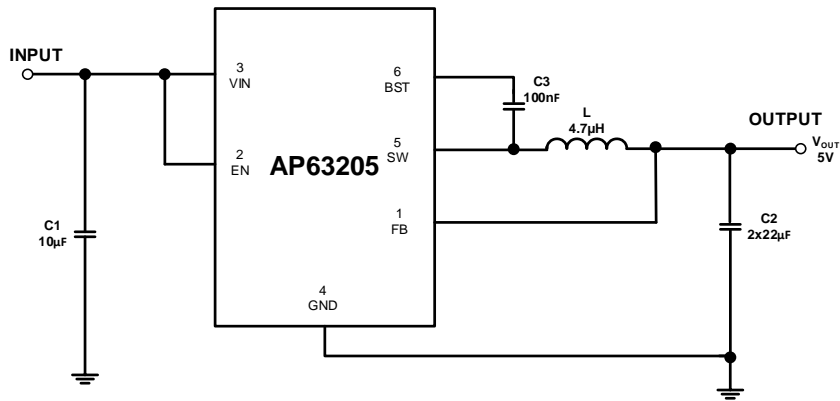 INPUT
3
VIN
2
EN
AP63205
6
BST
5
SW
1
FB
4
GND
C1
10μF
C3
100nF
L
4.7μH
OUTPUT
VOUT
5V
C2
2x22μF